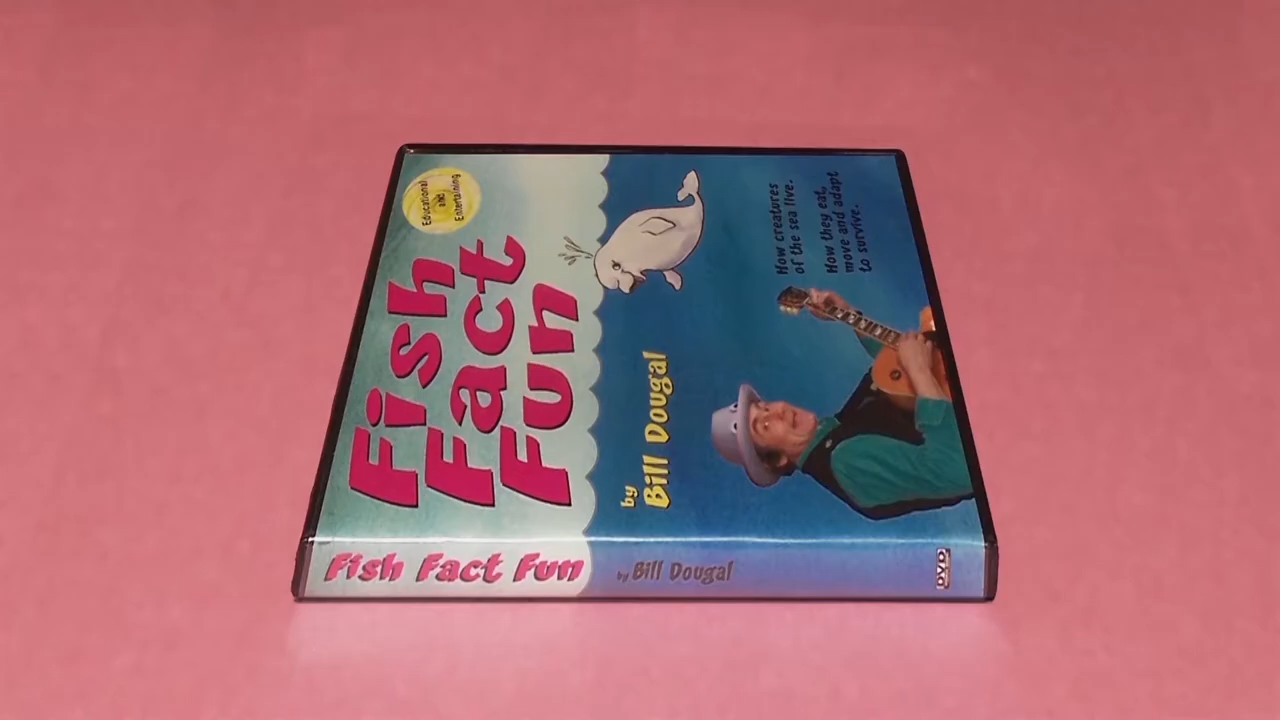 Educational
and
Entertaining
Fish
Fact
Fun
by
Bill Dougal
How creatures
of the sea live.
How they eat,
move and adapt
to survive.
Fish Fact Fun
by Bill Dougal
DVD